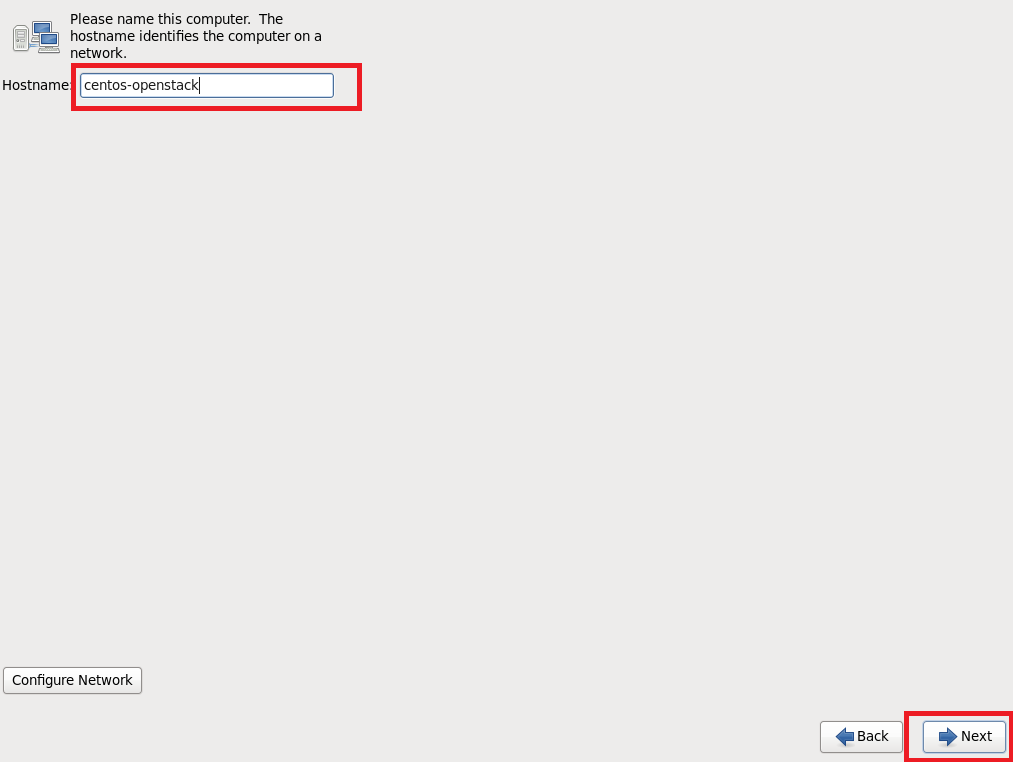 Please name this computer.  The
hostname identifies the computer on a
network.
Hostname: centos-openstack
Configure Network
Back
Next